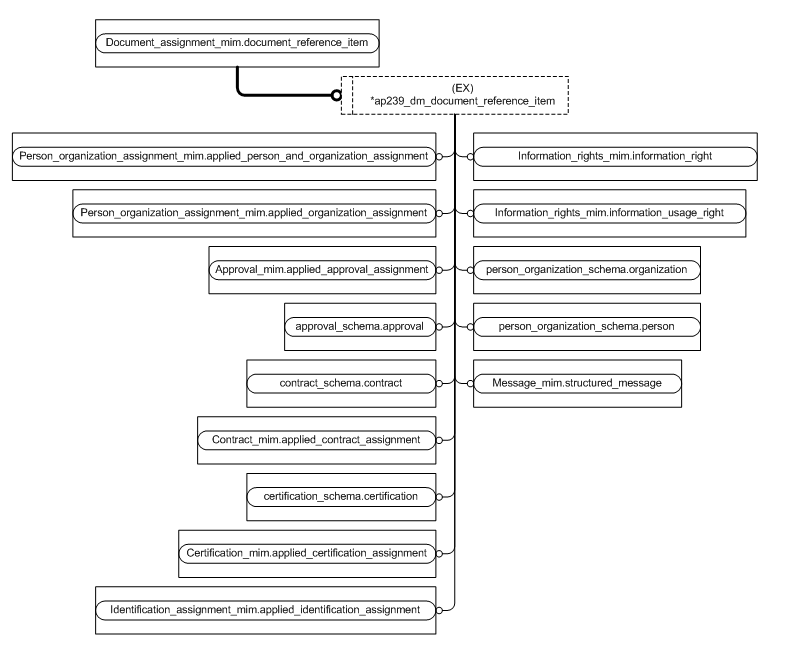 Document_assignment_mim.document_reference_item
(EX)
*ap239_dm_document_reference_item
Person_organization_assignment_mim.applied_person_and_organization_assignment
Information_rights_mim.information_right
Person_organization_assignment_mim.applied_organization_assignment
Information_rights_mim.information_usage_right
Approval_mim.applied_approval_assignment
person_organization_schema.organization
approval_schema.approval
person_organization_schema.person
contract_schema.contract
Message_mim.structured_message
Contract_mim.applied_contract_assignment
certification_schema.certification
Certification_mim.applied_certification_assignment
Identification_assignment_mim.applied_identification_assignment